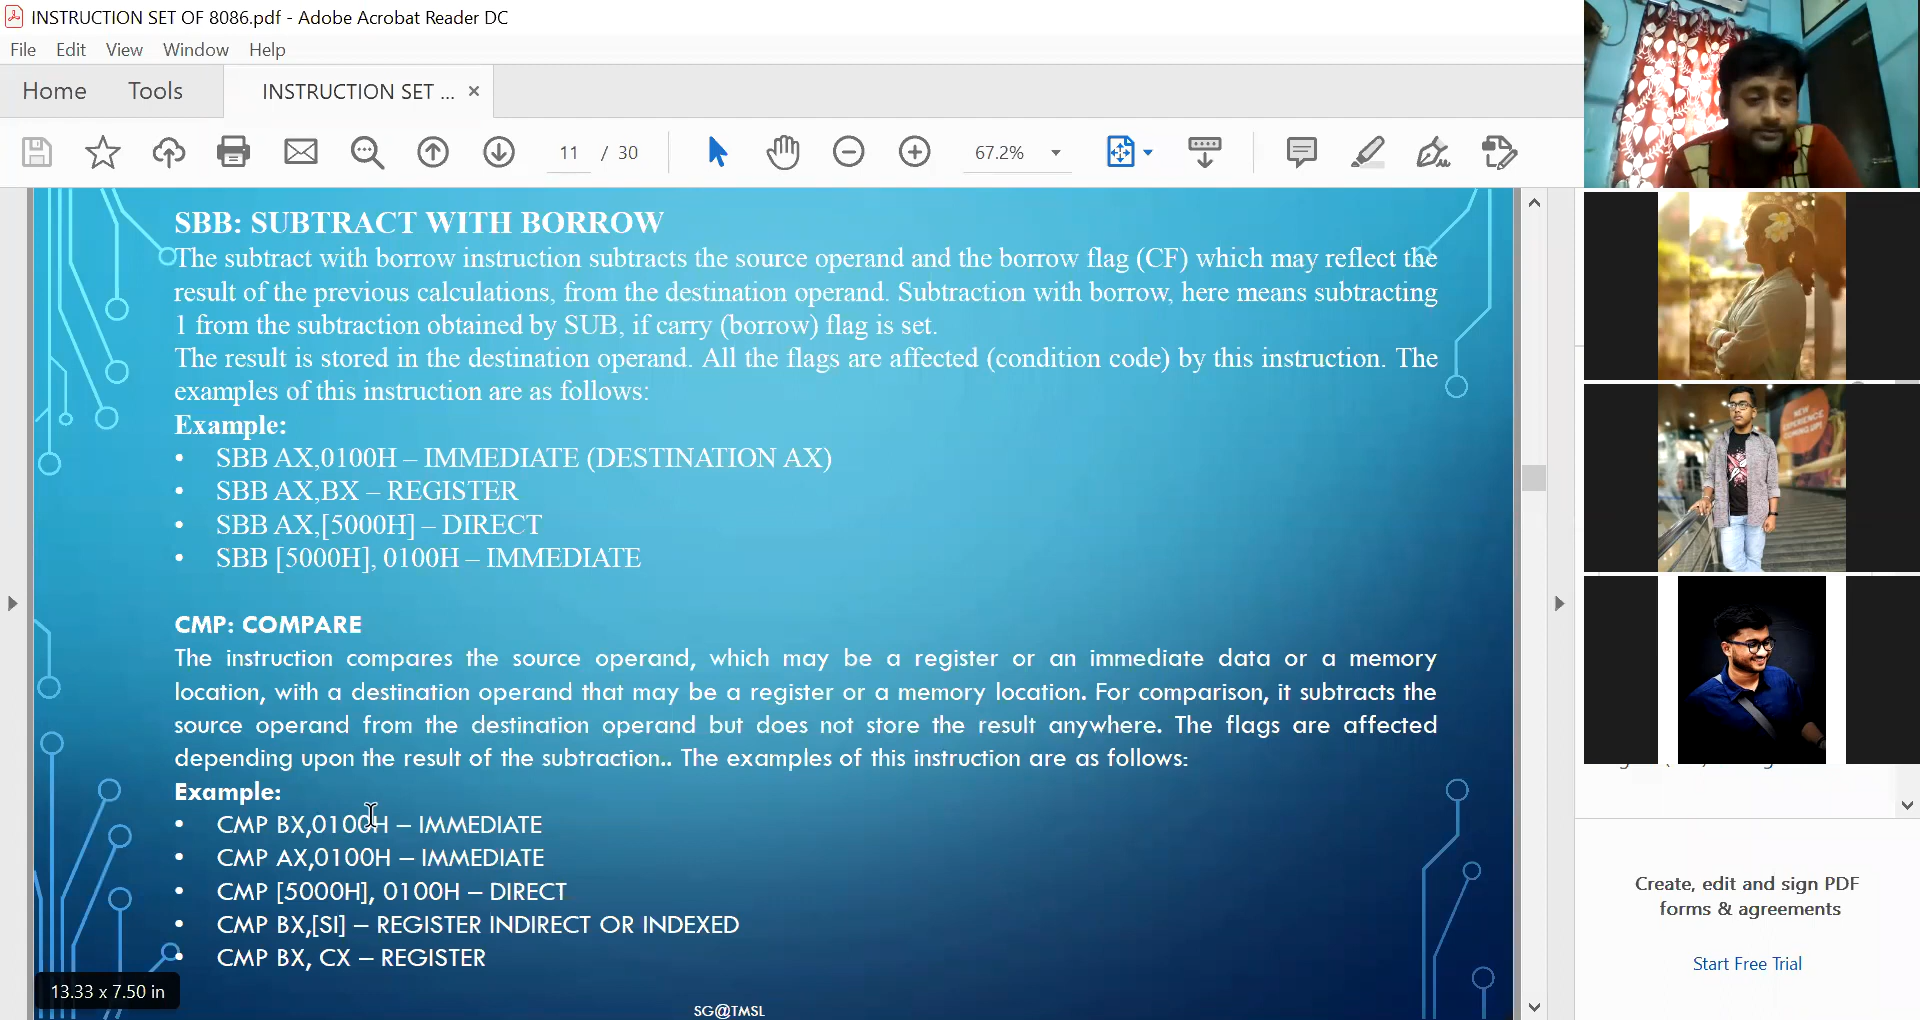 INSTRUCTION SET OF 8086.pdf - Adobe Acrobat Reader DC
File Edit View Window Help
Home Tools INSTRUCTION SET ... ×
11 / 30 67.2%
SBB: SUBTRACT WITH BORROW
The subtract with borrow instruction subtracts the source operand and the borrow flag (CF) which may reflect the
result of the previous calculations, from the destination operand. Subtraction with borrow, here means subtracting
1 from the subtraction obtained by SUB, if carry (borrow) flag is set.
The result is stored in the destination operand. All the flags are affected (condition code) by this instruction. The
examples of this instruction are as follows:
Example:
• SBB AX,0100H – IMMEDIATE (DESTINATION AX)
• SBB AX,BX – REGISTER
• SBB AX,[5000H] – DIRECT
• SBB [5000H], 0100H – IMMEDIATE
CMP: COMPARE
The instruction compares the source operand, which may be a register or an immediate data or a memory
location, with a destination operand that may be a register or a memory location. For comparison, it subtracts the
source operand from the destination operand but does not store the result anywhere. The flags are affected
depending upon the result of the subtraction.. The examples of this instruction are as follows:
Example:
• CMP BX,0100H – IMMEDIATE
• CMP AX,0100H – IMMEDIATE
• CMP [5000H], 0100H – DIRECT
• CMP BX,[SI] – REGISTER INDIRECT OR INDEXED
• CMP BX, CX – REGISTER
13.33 x 7.50 in
SG@TMSL
NEW
EXPERIENCE
COMING UP!
Create, edit and sign PDF
forms & agreements
Start Free Trial